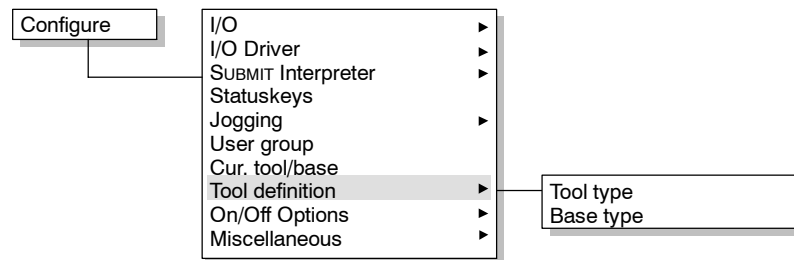 Configure
I/O
I/O Driver
SUBMIT Interpreter
Statuskeys
Jogging
User group
Cur. tool/base
Tool definition
On/Off Options
Miscellaneous
Tool type
Base type